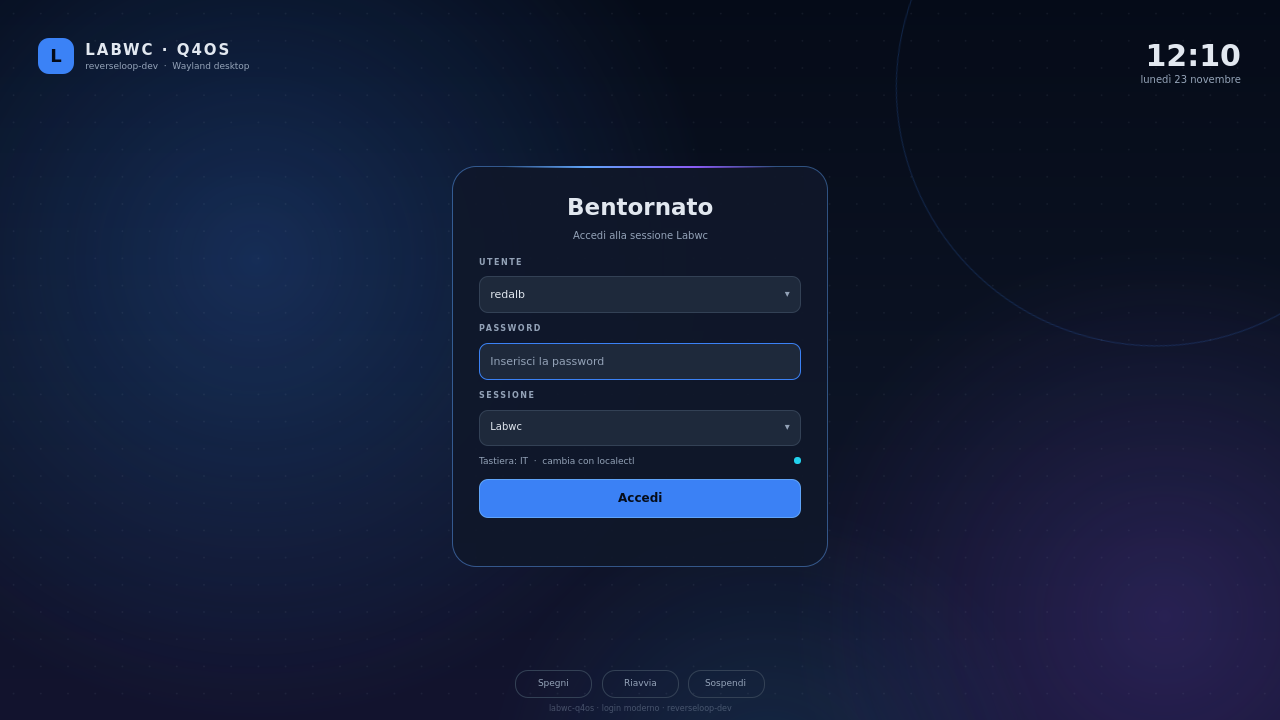 L
LABWC · Q4OS
reverseloop-dev · Wayland desktop
12:10
lunedì 23 novembre
Bentornato
Accedi alla sessione Labwc
UTENTE
redalb
PASSWORD
Inserisci la password
SESSIONE
Labwc
Tastiera: IT · cambia con localectl
Accedi
Spegni
Riavvia
Sospendi
labwc-q4os · login moderno · reverseloop-dev